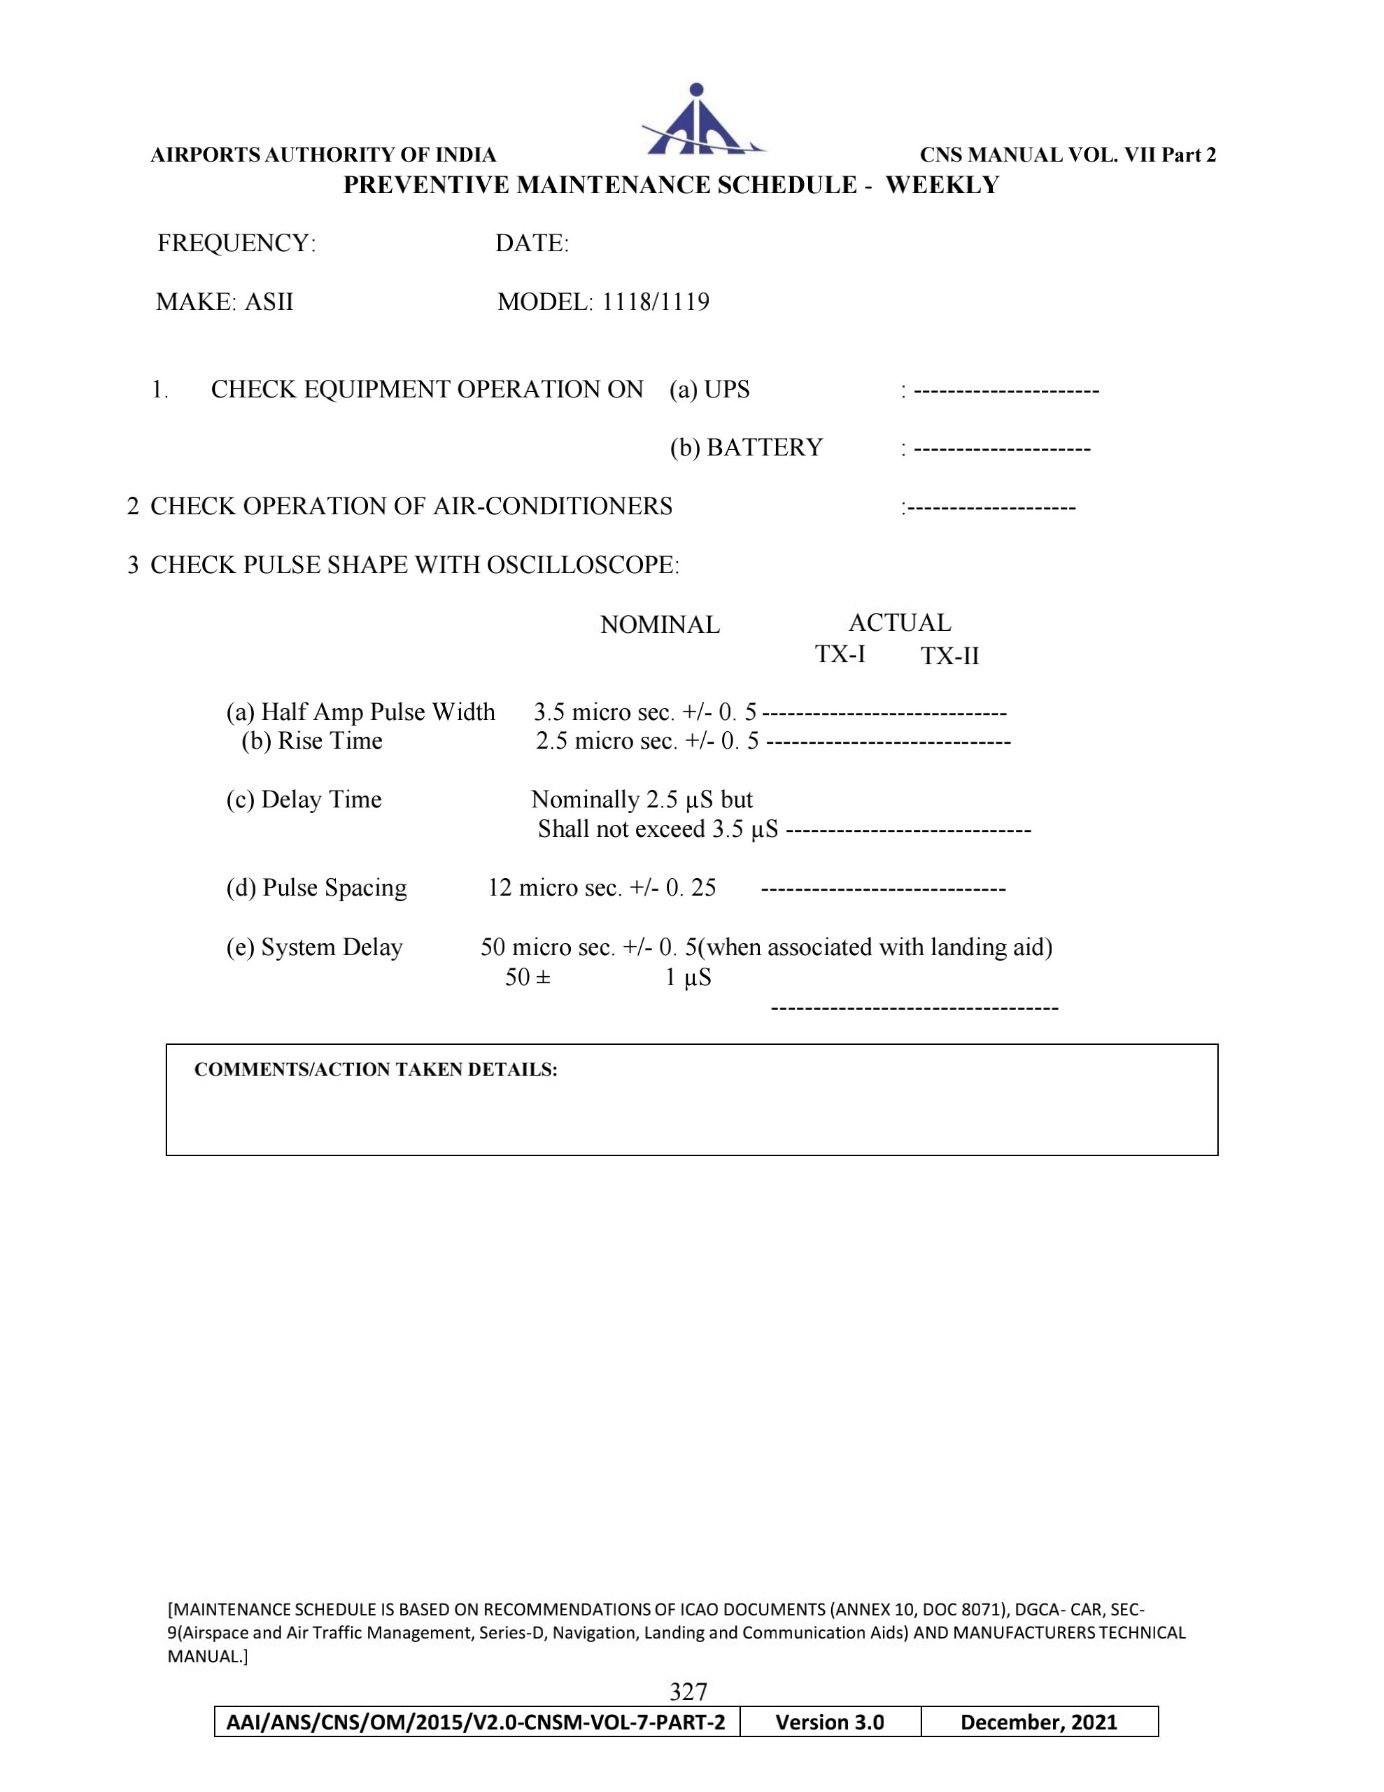 AIRPORTS AUTHORITY OF INDIA CNS MANUAL VOL. VII Part 2
PREVENTIVE MAINTENANCE SCHEDULE - WEEKLY
FREQUENCY: DATE:
MAKE: ASII MODEL: 1118/1119
1. CHECK EQUIPMENT OPERATION ON (a) UPS : ----------------------
(b) BATTERY : ---------------------
2 CHECK OPERATION OF AIR-CONDITIONERS :--------------------
3 CHECK PULSE SHAPE WITH OSCILLOSCOPE:
NOMINAL ACTUAL
TX-I TX-II
(a) Half Amp Pulse Width 3.5 micro sec. +/- 0. 5 -----------------------------
(b) Rise Time 2.5 micro sec. +/- 0. 5 -----------------------------
(c) Delay Time Nominally 2.5 µS but
Shall not exceed 3.5 µS -----------------------------
(d) Pulse Spacing 12 micro sec. +/- 0. 25 -----------------------------
(e) System Delay 50 micro sec. +/- 0. 5(when associated with landing aid)
50 ± 1 µS
----------------------------------
COMMENTS/ACTION TAKEN DETAILS:
[MAINTENANCE SCHEDULE IS BASED ON RECOMMENDATIONS OF ICAO DOCUMENTS (ANNEX 10, DOC 8071), DGCA- CAR, SEC-
9(Airspace and Air Traffic Management, Series-D, Navigation, Landing and Communication Aids) AND MANUFACTURERS TECHNICAL
MANUAL.]
327
AAI/ANS/CNS/OM/2015/V2.0-CNSM-VOL-7-PART-2 Version 3.0 December, 2021